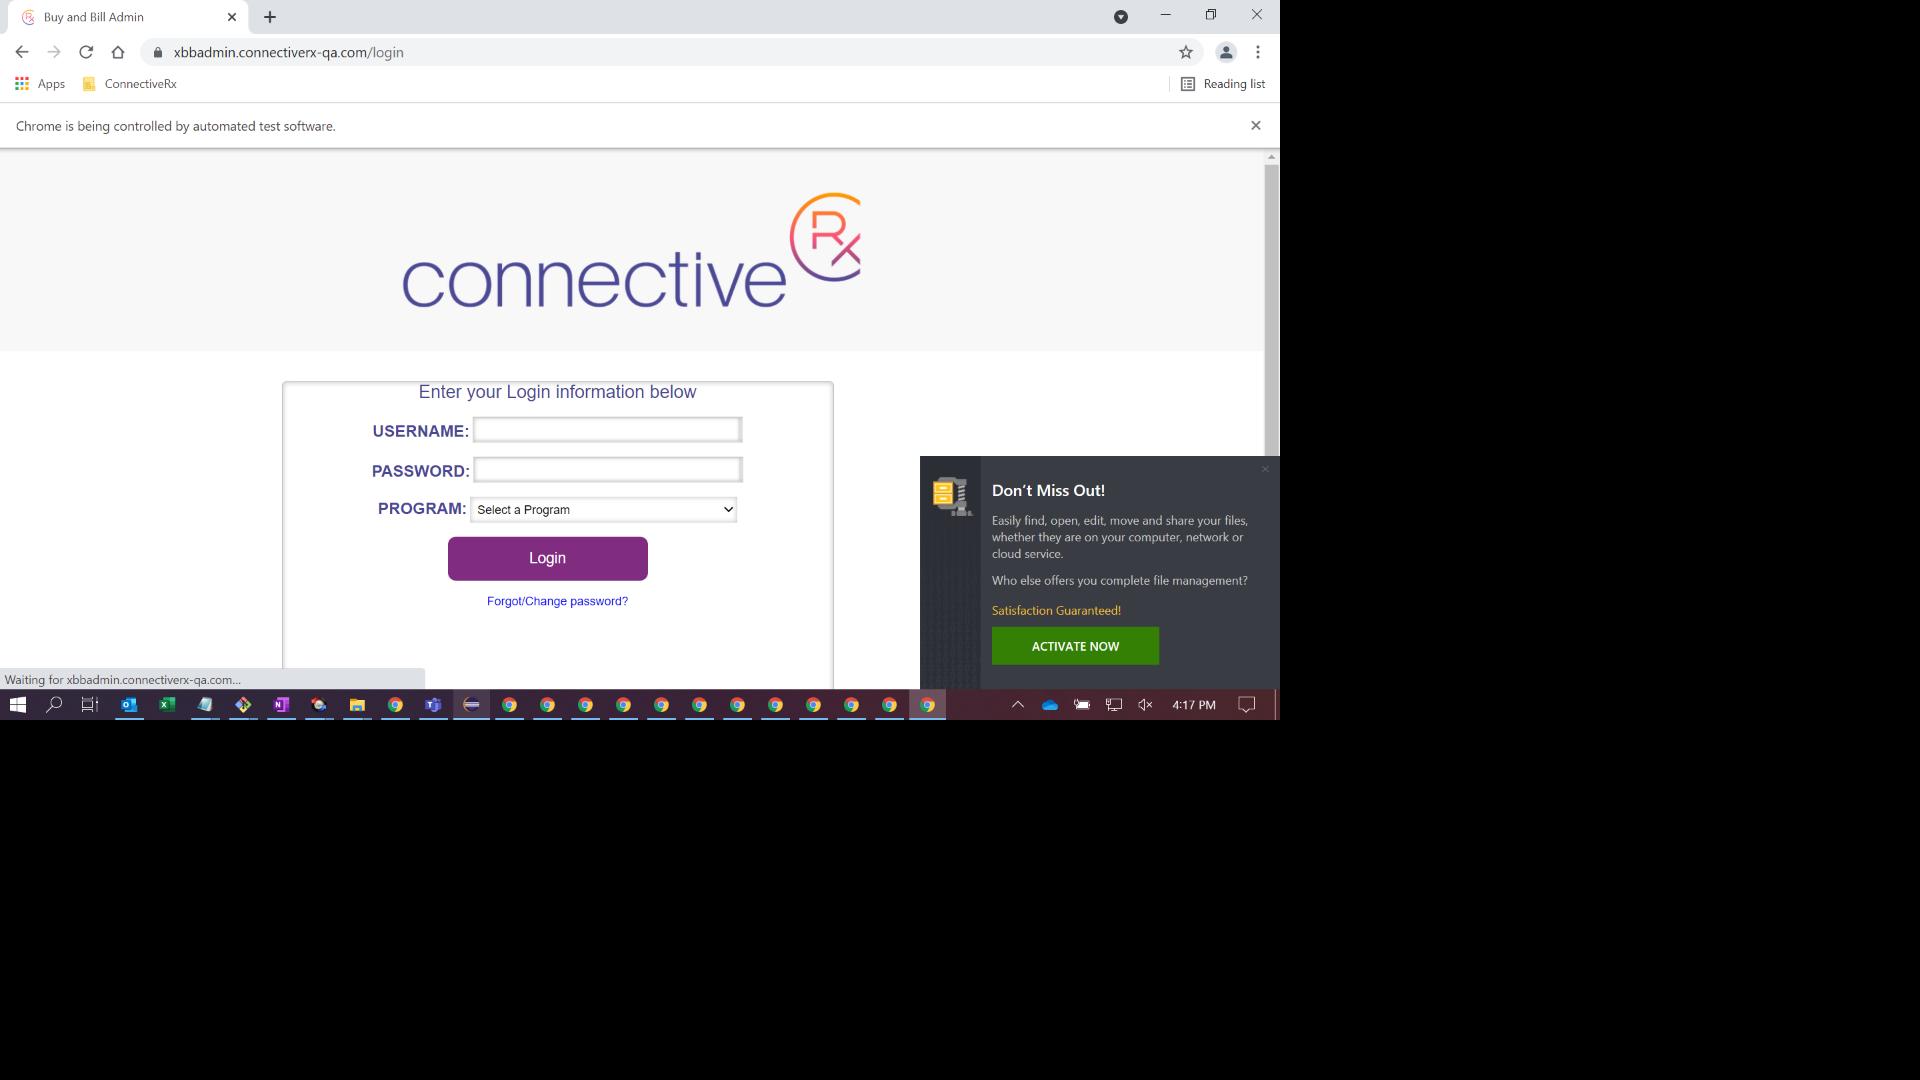 Buy and Bill Admin
xbbadmin.connectiverx-qa.com/login
Apps
ConnectiveRx
Reading list
Chrome is being controlled by automated test software.
connective
Rx
Enter your Login information below
USERNAME:
PASSWORD:
PROGRAM: Select a Program
Login
Forgot/Change password?
Don't Miss Out!
Easily find, open, edit, move and share your files,
whether they are on your computer, network or
cloud service.
Who else offers you complete file management?
Satisfaction Guaranteed!
ACTIVATE NOW
Waiting for xbbadmin.connectiverx-qa.com...
4:17 PM